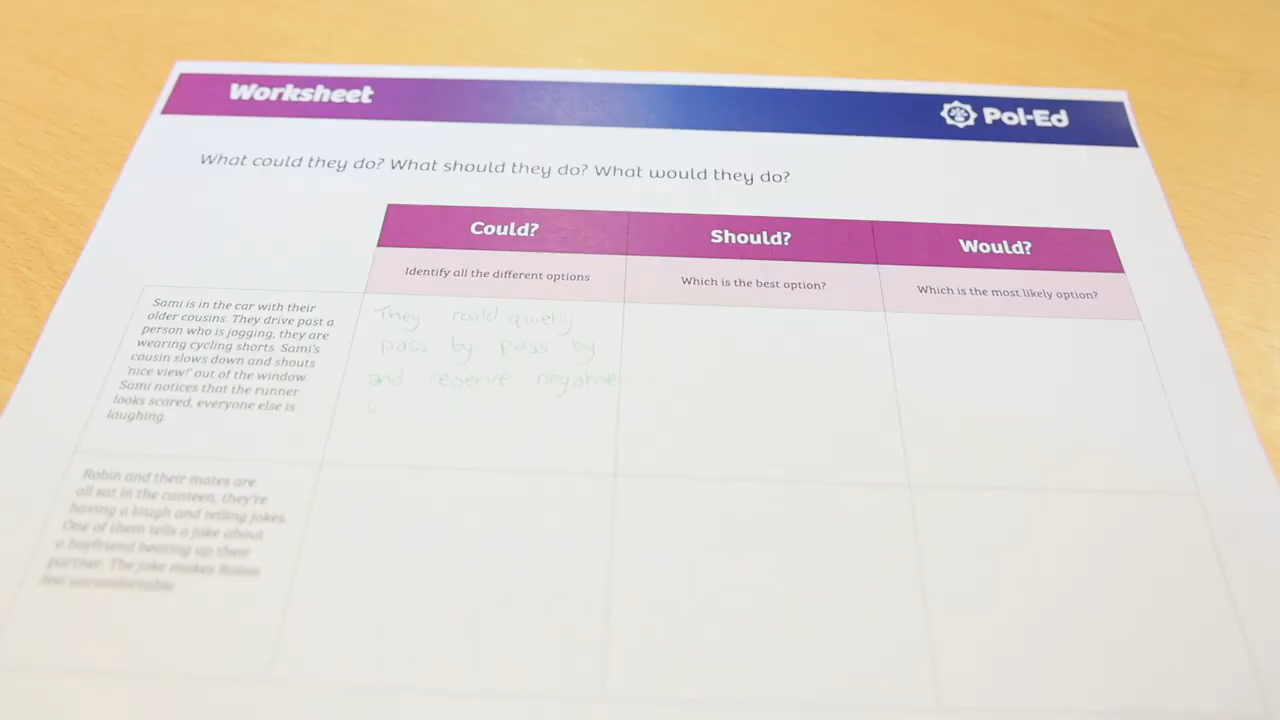 Worksheet
Pol-Ed
What could they do? What should they do? What would they do?
Could?
Should?
Would?
Identify all the different options
Which is the best option?
Which is the most likely option?
Sami is in the car with their
older cousins. They drive past a
person who is jogging, they are
wearing cycling shorts. Sami's
cousin slows down and shouts
'nice view!' out of the window.
Sami notices that the runner
looks scared, everyone else is
laughing.
They could quietly
pass by pass by
and reserve negative
Robin and their mates are
all sat in the canteen, they're
having a laugh and telling jokes.
One of them tells a joke about
a boyfriend beating up their
partner. The joke makes Robin
feel uncomfortable.